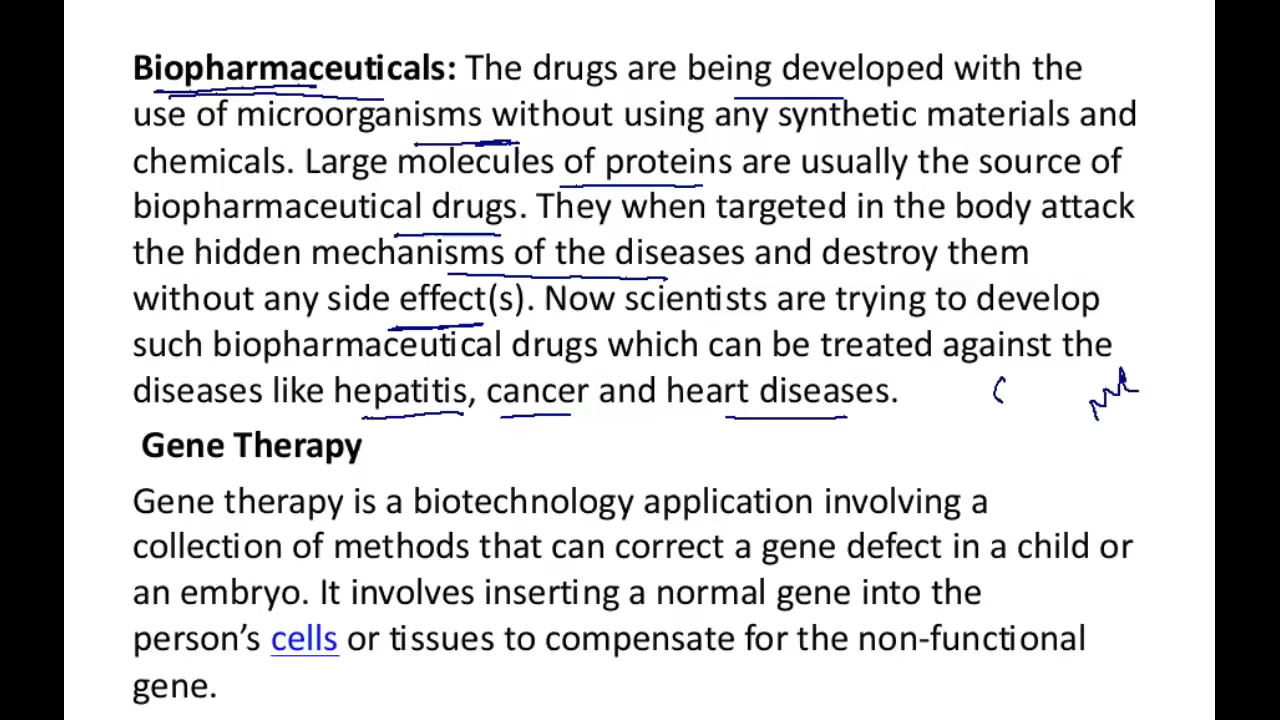 Biopharmaceuticals: The drugs are being developed with the
use of microorganisms without using any synthetic materials and
chemicals. Large molecules of proteins are usually the source of
biopharmaceutical drugs. They when targeted in the body attack
the hidden mechanisms of the diseases and destroy them
without any side effect(s). Now scientists are trying to develop
such biopharmaceutical drugs which can be treated against the
diseases like hepatitis, cancer and heart diseases.
Gene Therapy
Gene therapy is a biotechnology application involving a
collection of methods that can correct a gene defect in a child or
an embryo. It involves inserting a normal gene into the
person’s cells or tissues to compensate for the non-functional
gene.